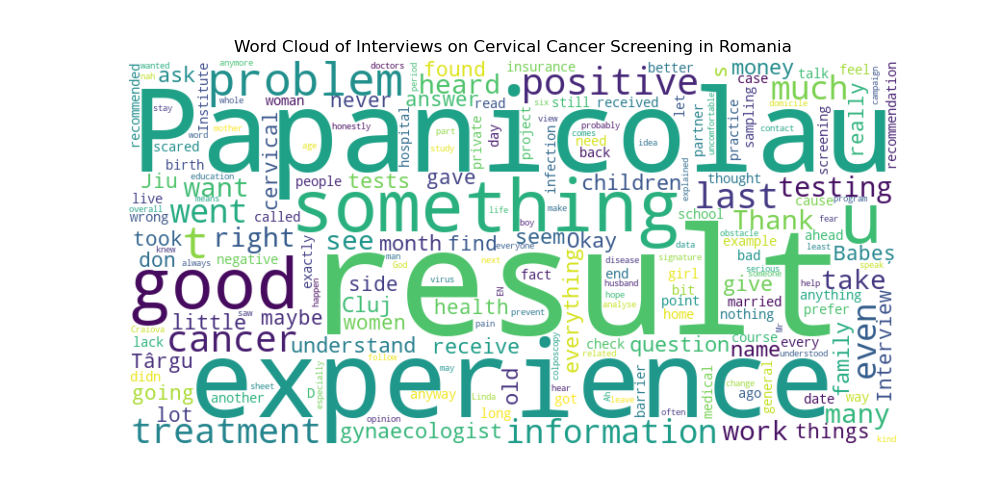 Word Cloud of Interviews on Cervical Cancer Screening in Romania
wanted anymore doctors period found insurance better s money case talk feel campaign
recommended nah ask Institute problem heard positive much really recommendation
whole woman never answer read day six still received let
stay word honestly hospital part private project view comes probably need idea partner uncomfortable practice sampling domicile contact screening
Papanicolau
scared mother cervical age study back infection
birth education people tests gave children explained thought
Jiu want means life boy make last testing
live overall called something school cause program
wrong went right seem Okay obstacle Thank fear u
took knew t see month find everyone data example ahead least Babeș
don always negative exactly man God next fact disease end signature girl bad serious someone speak
good saw happen side virus EN husband bit give help anything take
Craiova little maybe Cluj health hope point home married nothing prefer
women pain prevent everything analyse result
lack cancer understand receive colposcopy check question course every Mr even
Târgu follow may related name understood family Interview
didn going sheet especially experience hear barrier medical change ago general date way
another D anyway Linda old got Ah leave often many
lot opinion long kind
treatment gynaecologist information work things